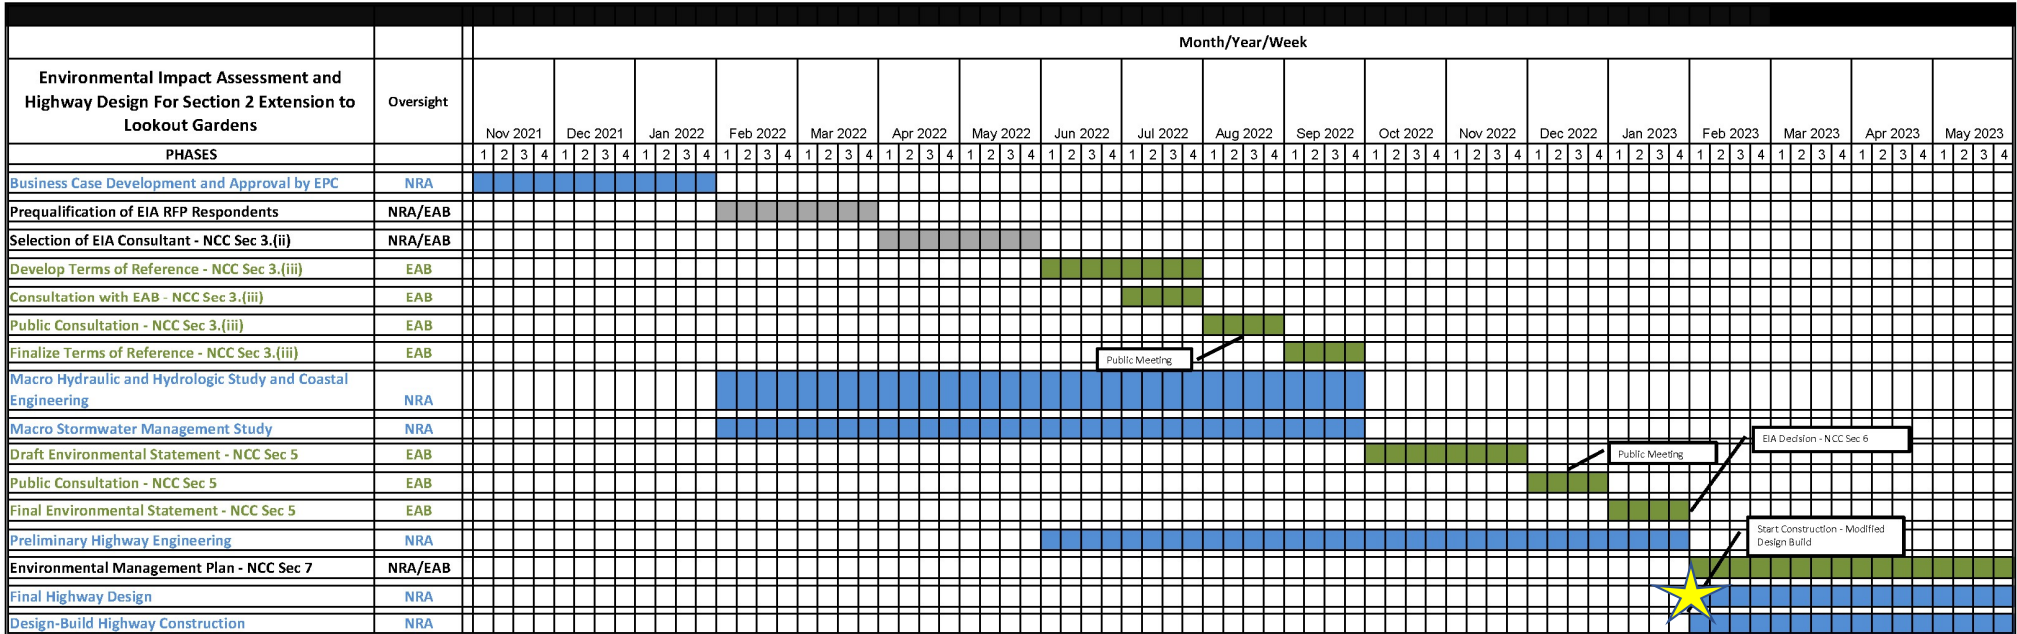 Month/Year/Week
Environmental Impact Assessment and
Highway Design For Section 2 Extension to
Lookout Gardens
Oversight
Nov 2021 Dec 2021 Jan 2022 Feb 2022 Mar 2022 Apr 2022 May 2022 Jun 2022 Jul 2022 Aug 2022 Sep 2022 Oct 2022 Nov 2022 Dec 2022 Jan 2023 Feb 2023 Mar 2023 Apr 2023 May 2023
PHASES 1 2 3 4 1 2 3 4 1 2 3 4 1 2 3 4 1 2 3 4 1 2 3 4 1 2 3 4 1 2 3 4 1 2 3 4 1 2 3 4 1 2 3 4 1 2 3 4 1 2 3 4 1 2 3 4 1 2 3 4 1 2 3 4 1 2 3 4 1 2 3 4 1 2 3 4
Business Case Development and Approval by EPC NRA
Prequalification of EIA RFP Respondents NRA/EAB
Selection of EIA Consultant - NCC Sec 3.(ii) NRA/EAB
Develop Terms of Reference - NCC Sec 3.(iii) EAB
Consultation with EAB - NCC Sec 3.(iii) EAB
Public Consultation - NCC Sec 3.(iii) EAB
Finalize Terms of Reference - NCC Sec 3.(iii) EAB
Public Meeting
Macro Hydraulic and Hydrologic Study and Coastal
Engineering NRA
Macro Stormwater Management Study NRA
EIA Decision - NCC Sec 6
Draft Environmental Statement - NCC Sec 5 EAB
Public Meeting
Public Consultation - NCC Sec 5 EAB
Final Environmental Statement - NCC Sec 5 EAB
Start Construction - Modified
Design Build
Preliminary Highway Engineering NRA
Environmental Management Plan - NCC Sec 7 NRA/EAB
Final Highway Design NRA
Design-Build Highway Construction NRA